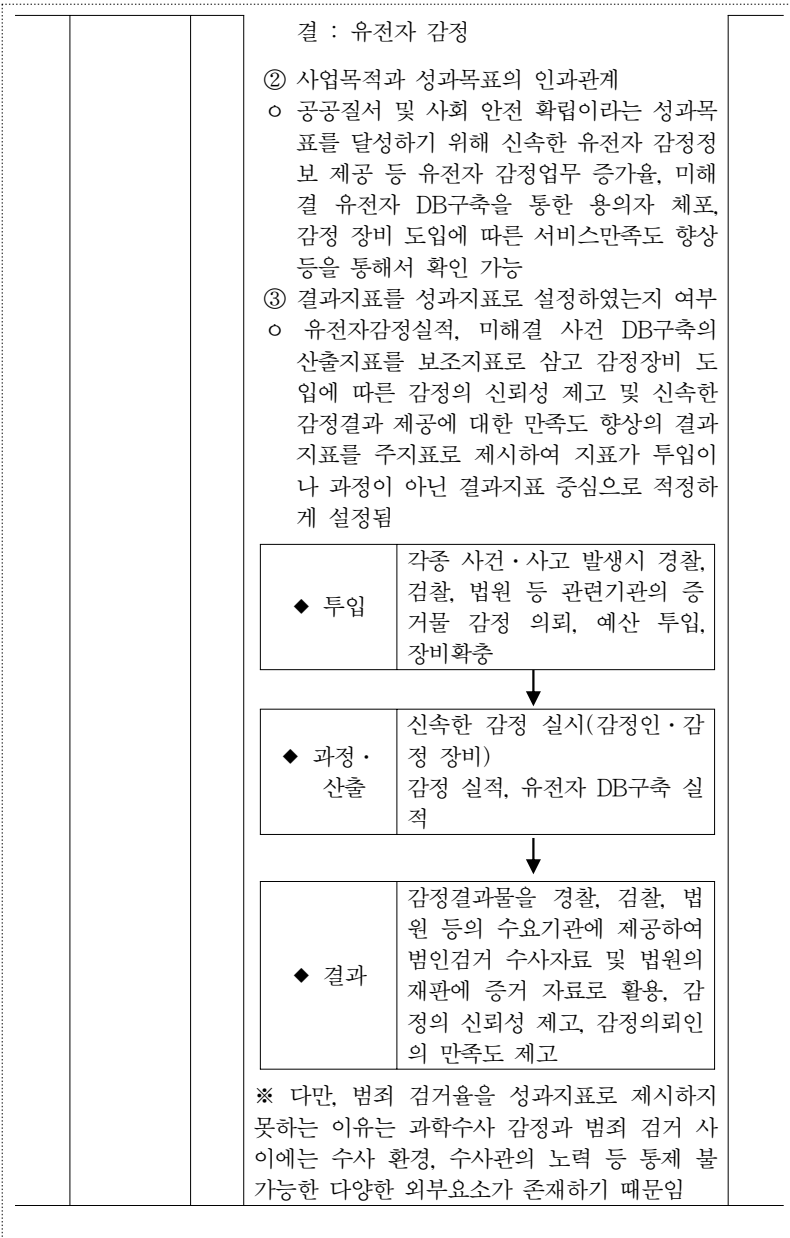 결 : 유전자 감정
② 사업목적과 성과목표의 인과관계
ㅇ 공공질서 및 사회 안전 확립이라는 성과목
표를 달성하기 위해 신속한 유전자 감정정
보 제공 등 유전자 감정업무 증가율, 미해
결 유전자 DB구축을 통한 용의자 체포,
감정 장비 도입에 따른 서비스만족도 향상
등을 통해서 확인 가능
③ 결과지표를 성과지표로 설정하였는지 여부
ㅇ 유전자감정실적, 미해결 사건 DB구축의
산출지표를 보조지표로 삼고 감정장비 도
입에 따른 감정의 신뢰성 제고 및 신속한
감정결과 제공에 대한 만족도 향상의 결과
지표를 주지표로 제시하여 지표가 투입이
나 과정이 아닌 결과지표 중심으로 적정하
게 설정됨
◆ 투입
각종 사건・사고 발생시 경찰,
검찰, 법원 등 관련기관의 증
거물 감정 의뢰, 예산 투입,
장비확충
◆ 과정・
산출
신속한 감정 실시(감정인・감
정 장비)
감정 실적, 유전자 DB구축 실
적
◆ 결과
감정결과물을 경찰, 검찰, 법
원 등의 수요기관에 제공하여
범인검거 수사자료 및 법원의
재판에 증거 자료로 활용, 감
정의 신뢰성 제고, 감정의뢰인
의 만족도 제고
※ 다만, 범죄 검거율을 성과지표로 제시하지
못하는 이유는 과학수사 감정과 범죄 검거 사
이에는 수사 환경, 수사관의 노력 등 통제 불
가능한 다양한 외부요소가 존재하기 때문임